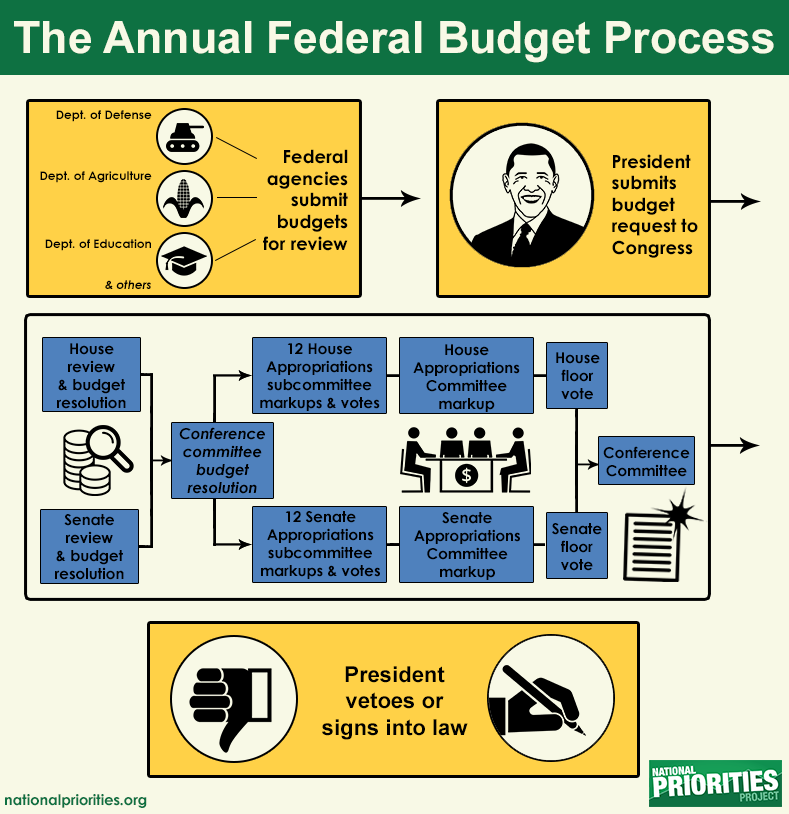 The Annual Federal Budget Process
Dept. of Defense
Dept. of Agriculture
Dept. of Education
& others
Federal
agencies
submit
budgets
for review
President
submits
budget
request to
Congress
House
review
& budget
resolution
Senate
review
& budget
resolution
Conference
committee
budget
resolution
12 House
Appropriations
subcommittee
markups & votes
House
Appropriations
Committee
markup
House
floor
vote
$
12 Senate
Appropriations
subcommittee
markups & votes
Senate
Appropriations
Committee
markup
Senate
floor
vote
Conference
Committee
President
vetoes or
signs into law
nationalpriorities.org
NATIONAL
PRIORITIES
PROJECT